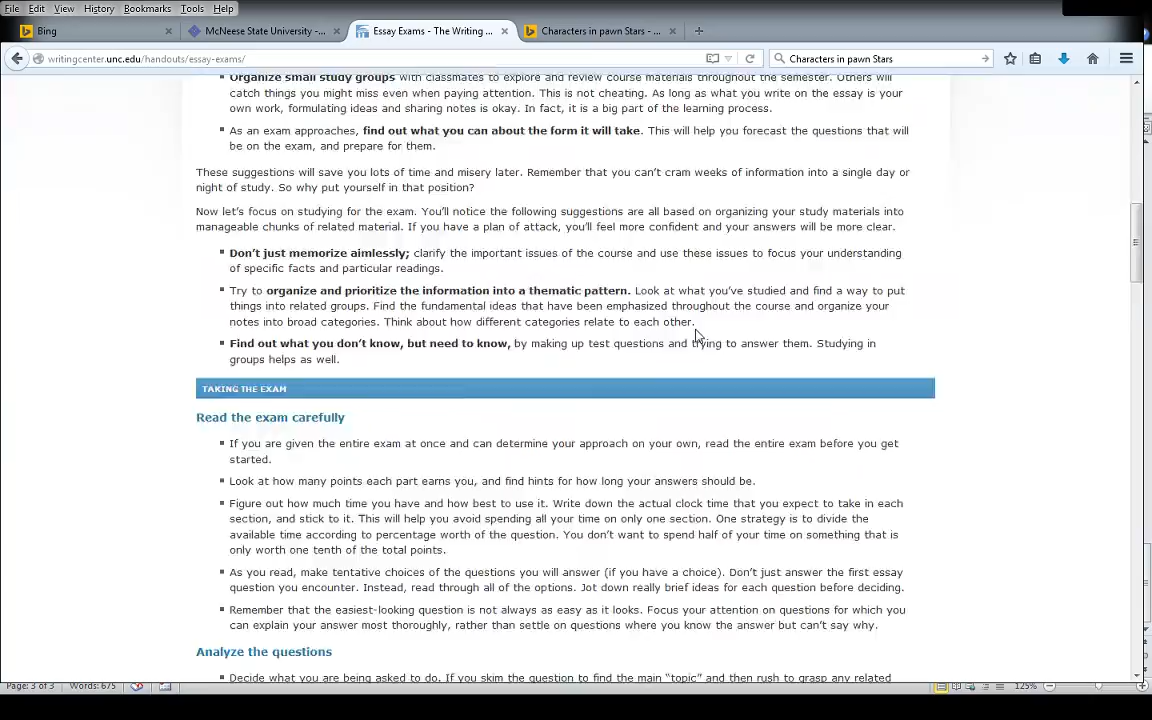 File Edit View History Bookmarks Tools Help
Bing × McNeese State University -... × Essay Exams - The Writing ... × Characters in pawn Stars - ... × +
writingcenter.unc.edu/handouts/essay-exams/ Characters in pawn Stars
Organize small study groups with classmates to explore and review course materials throughout the semester. Others will
catch things you might miss even when paying attention. This is not cheating. As long as what you write on the essay is your
own work, formulating ideas and sharing notes is okay. In fact, it is a big part of the learning process.
As an exam approaches, find out what you can about the form it will take. This will help you forecast the questions that will
be on the exam, and prepare for them.
These suggestions will save you lots of time and misery later. Remember that you can't cram weeks of information into a single day or
night of study. So why put yourself in that position?
Now let's focus on studying for the exam. You'll notice the following suggestions are all based on organizing your study materials into
manageable chunks of related material. If you have a plan of attack, you'll feel more confident and your answers will be more clear.
Don't just memorize aimlessly; clarify the important issues of the course and use these issues to focus your understanding
of specific facts and particular readings.
Try to organize and prioritize the information into a thematic pattern. Look at what you've studied and find a way to put
things into related groups. Find the fundamental ideas that have been emphasized throughout the course and organize your
notes into broad categories. Think about how different categories relate to each other.
Find out what you don't know, but need to know, by making up test questions and trying to answer them. Studying in
groups helps as well.
TAKING THE EXAM
Read the exam carefully
If you are given the entire exam at once and can determine your approach on your own, read the entire exam before you get
started.
Look at how many points each part earns you, and find hints for how long your answers should be.
Figure out how much time you have and how best to use it. Write down the actual clock time that you expect to take in each
section, and stick to it. This will help you avoid spending all your time on only one section. One strategy is to divide the
available time according to percentage worth of the question. You don't want to spend half of your time on something that is
only worth one tenth of the total points.
As you read, make tentative choices of the questions you will answer (if you have a choice). Don't just answer the first essay
question you encounter. Instead, read through all of the options. Jot down really brief ideas for each question before deciding.
Remember that the easiest-looking question is not always as easy as it looks. Focus your attention on questions for which you
can explain your answer most thoroughly, rather than settle on questions where you know the answer but can't say why.
Analyze the questions
Decide what you are being asked to do. If you skim the question to find the main "topic" and then rush to grasp any related
Page: 3 of 3 Words: 675 125%